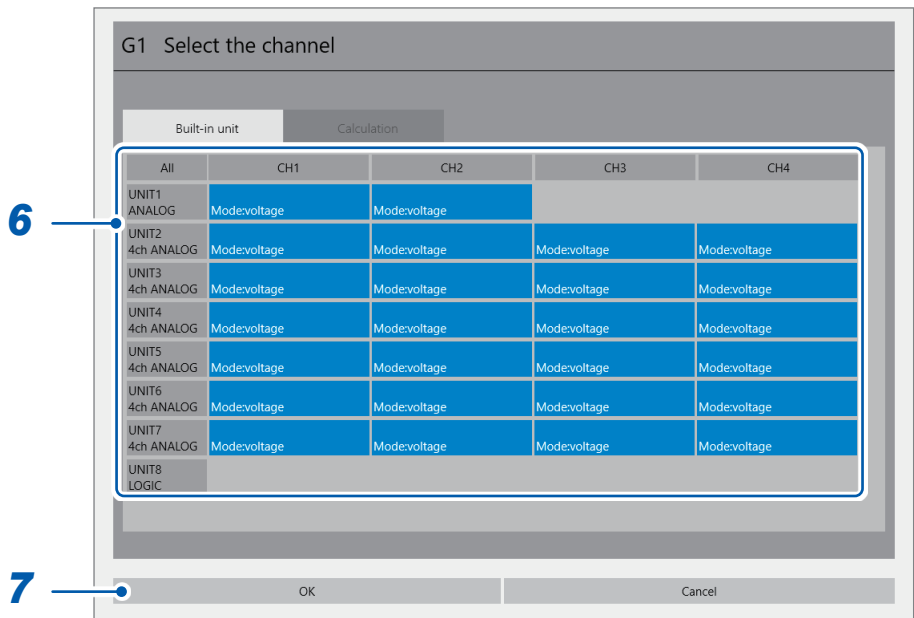 G1 Select the channel
Built-in unit Calculation
All CH1 CH2 CH3 CH4
UNIT1
ANALOG Mode:voltage Mode:voltage
UNIT2
4ch ANALOG Mode:voltage Mode:voltage Mode:voltage Mode:voltage
UNIT3
4ch ANALOG Mode:voltage Mode:voltage Mode:voltage Mode:voltage
UNIT4
4ch ANALOG Mode:voltage Mode:voltage Mode:voltage Mode:voltage
UNIT5
4ch ANALOG Mode:voltage Mode:voltage Mode:voltage Mode:voltage
UNIT6
4ch ANALOG Mode:voltage Mode:voltage Mode:voltage Mode:voltage
UNIT7
4ch ANALOG Mode:voltage Mode:voltage Mode:voltage Mode:voltage
UNIT8
LOGIC
6
7
OK Cancel